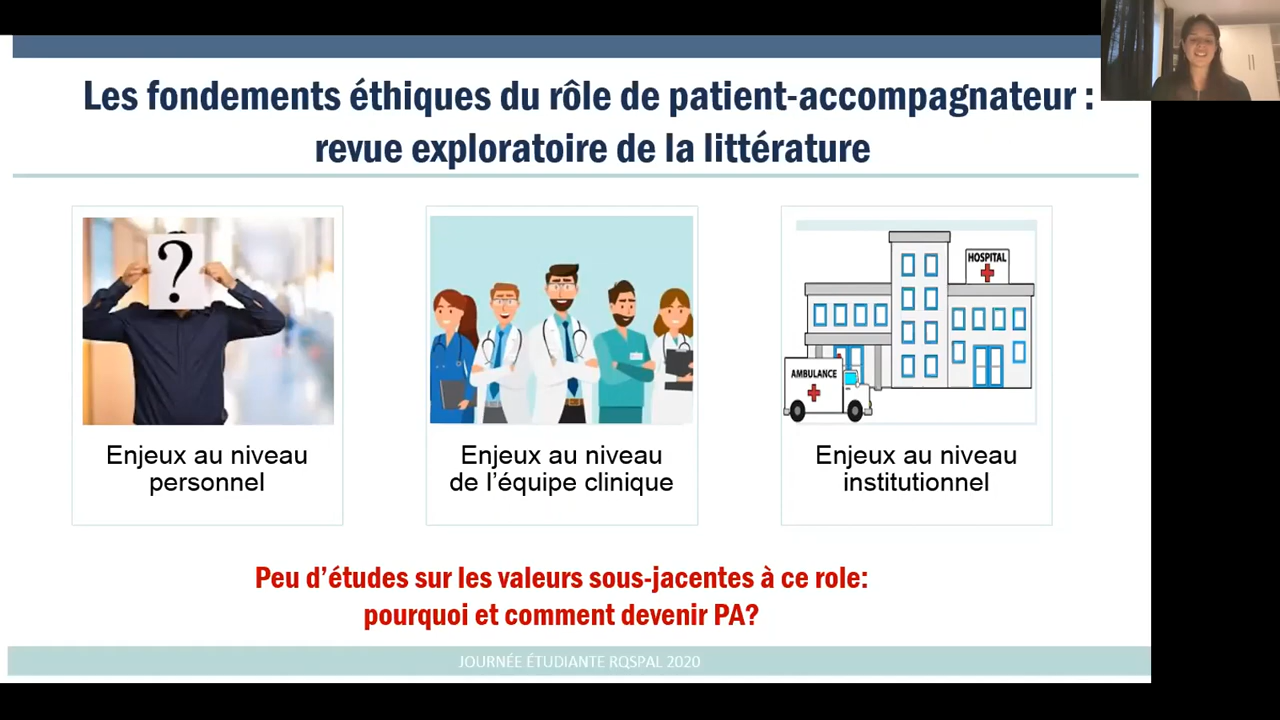 Les fondements éthiques du rôle de patient-accompagnateur :
revue exploratoire de la littérature
?
HOSPITAL
AMBULANCE
Enjeux au niveau
personnel
Enjeux au niveau
de l’équipe clinique
Enjeux au niveau
institutionnel
Peu d’études sur les valeurs sous-jacentes à ce role:
pourquoi et comment devenir PA?
JOURNÉE ÉTUDIANTE RQSPAL 2020